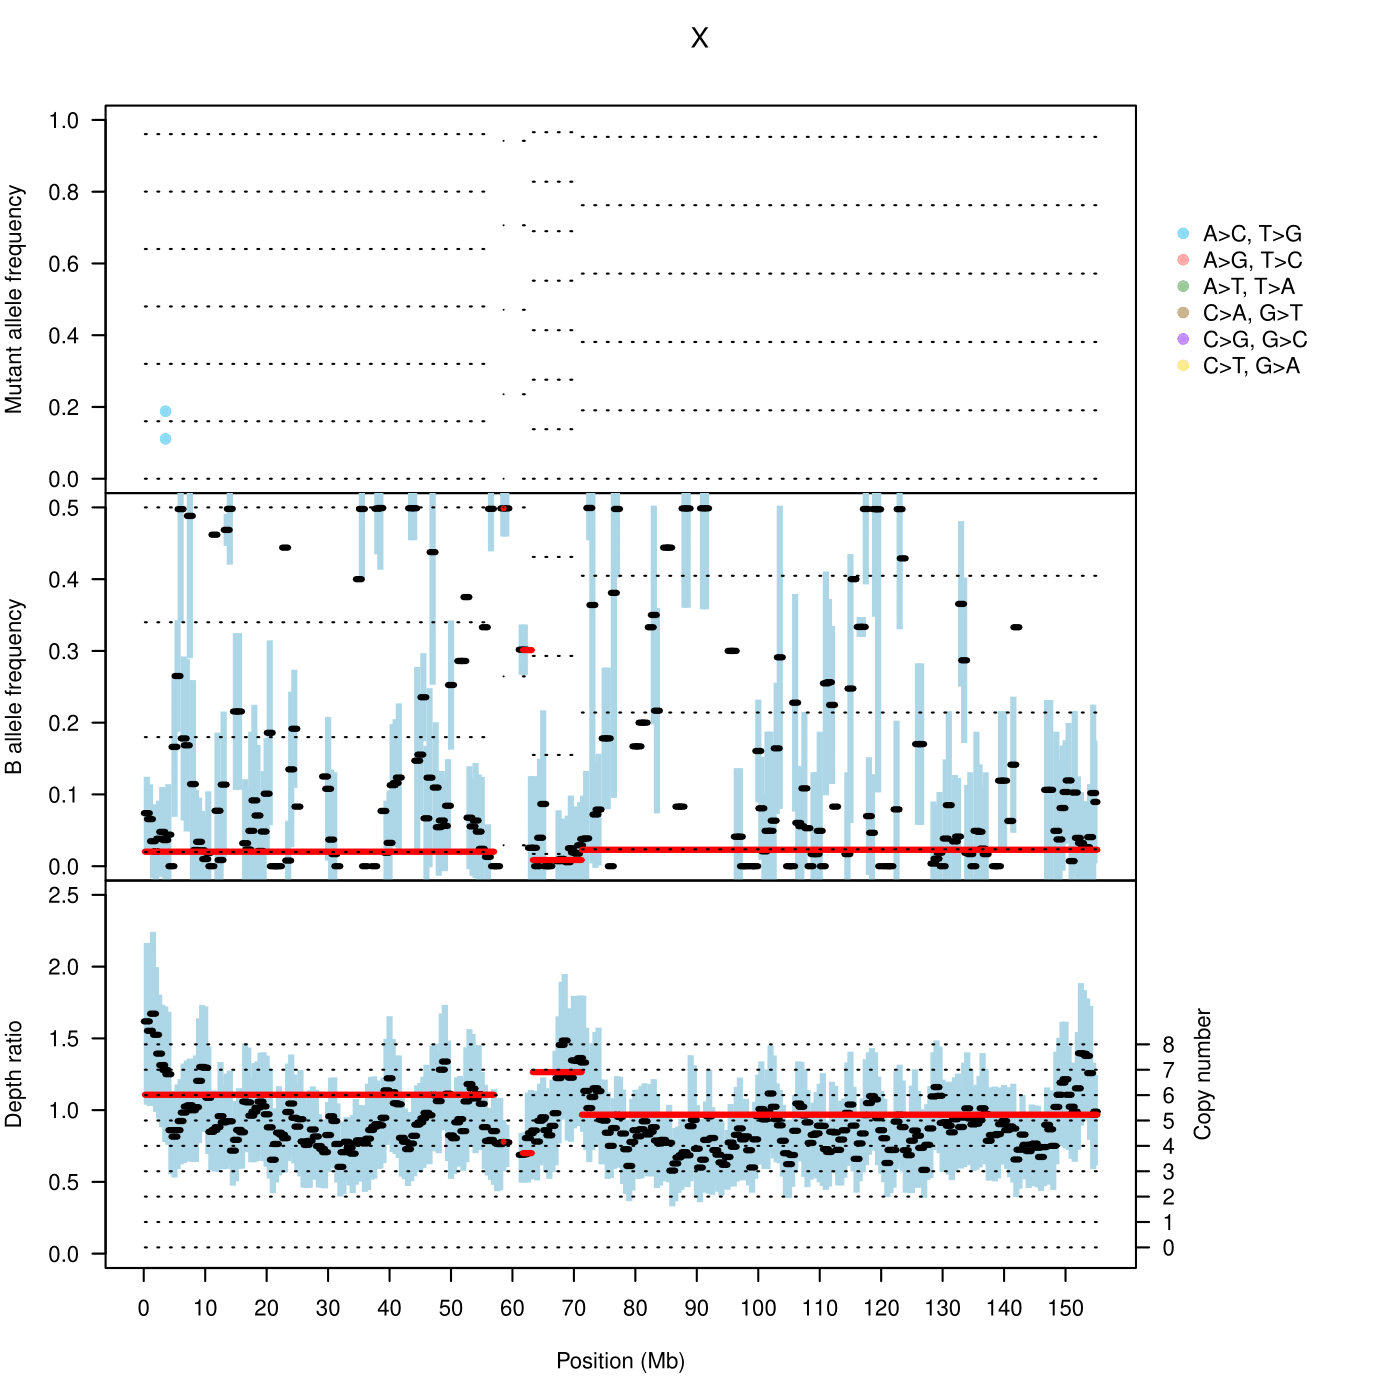 X
Mutant allele frequency
1.0
0.8
0.6
0.4
0.2
0.0
A>C, T>G
A>G, T>C
A>T, T>A
C>A, G>T
C>G, G>C
C>T, G>A
B allele frequency
0.5
0.4
0.3
0.2
0.1
0.0
Depth ratio
2.5
2.0
1.5
1.0
0.5
0.0
Copy number
8
7
6
5
4
3
2
1
0
0 10 20 30 40 50 60 70 80 90 100 110 120 130 140 150
Position (Mb)